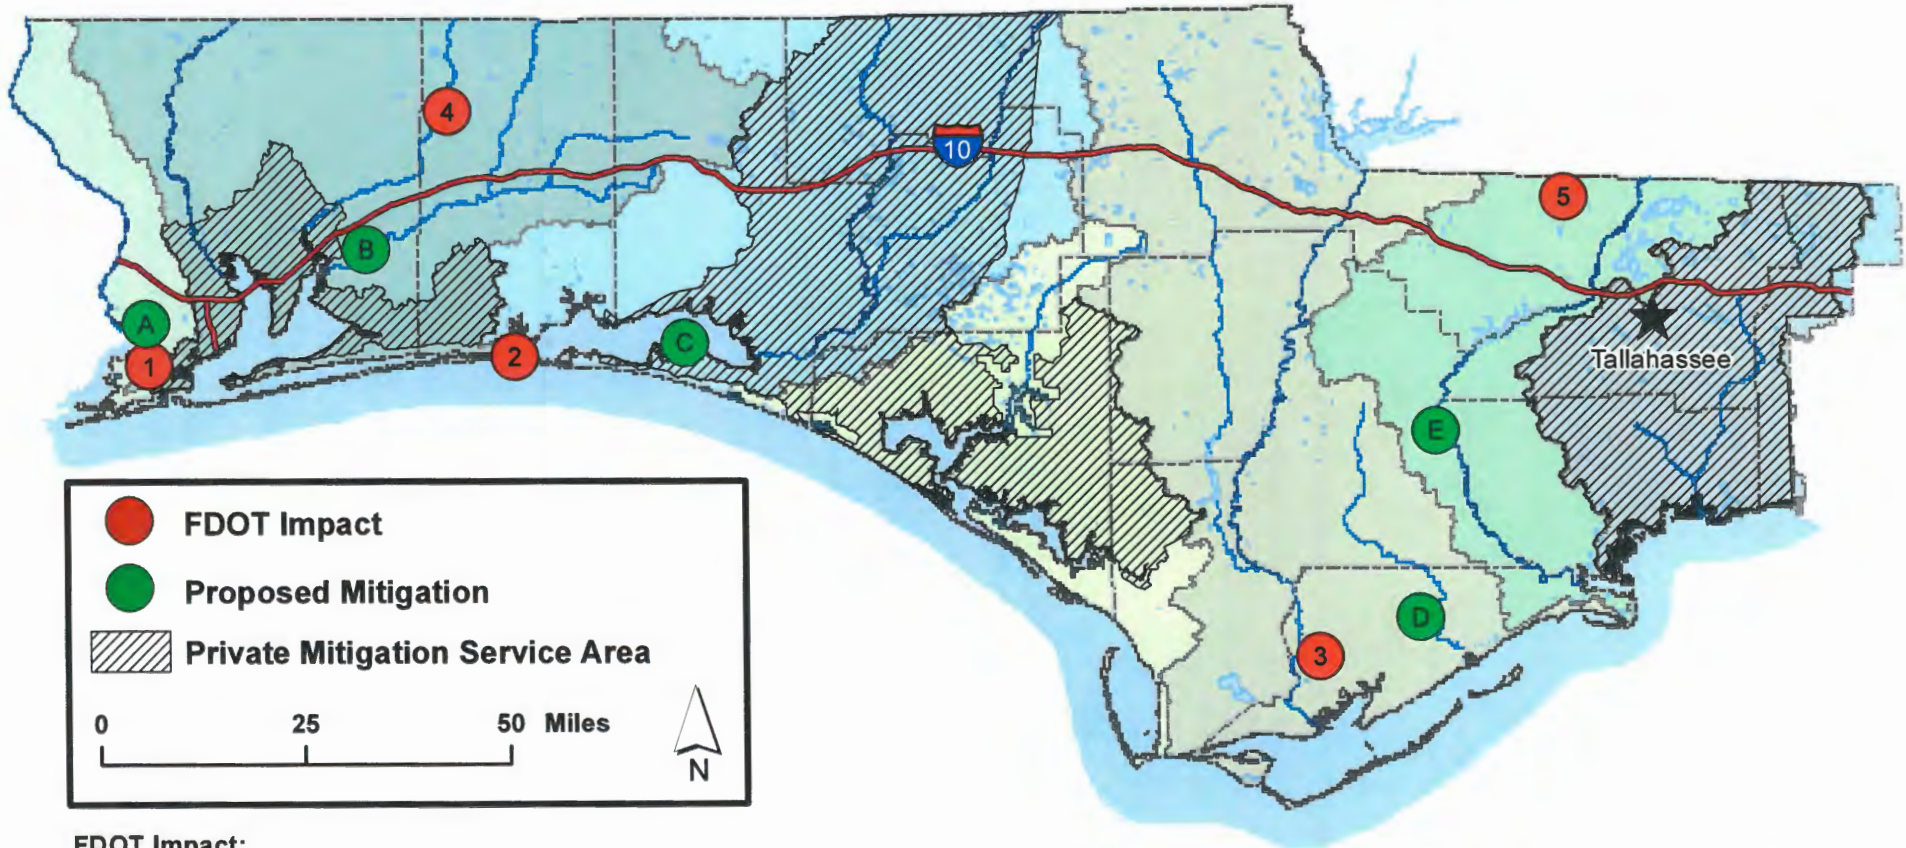 4
10
5
B
A
1
2
C
Tallahassee
E
FDOT Impact
Proposed Mitigation
Private Mitigation Service Area
D
3
0 25 50 Miles
N
FDOT Impact: